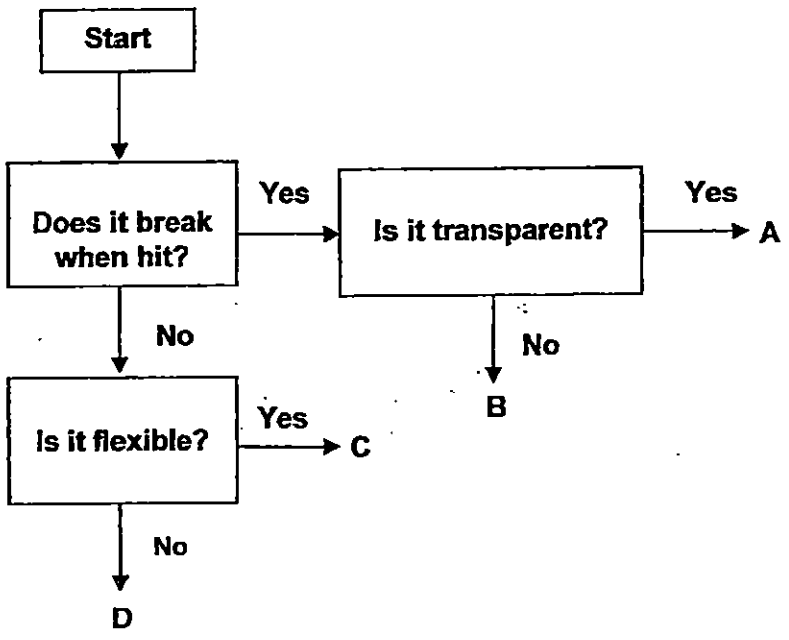 Start
Does it break
when hit?
Yes
Is it transparent?
Yes
A
No
B
No
Is it flexible?
Yes
C
No
D